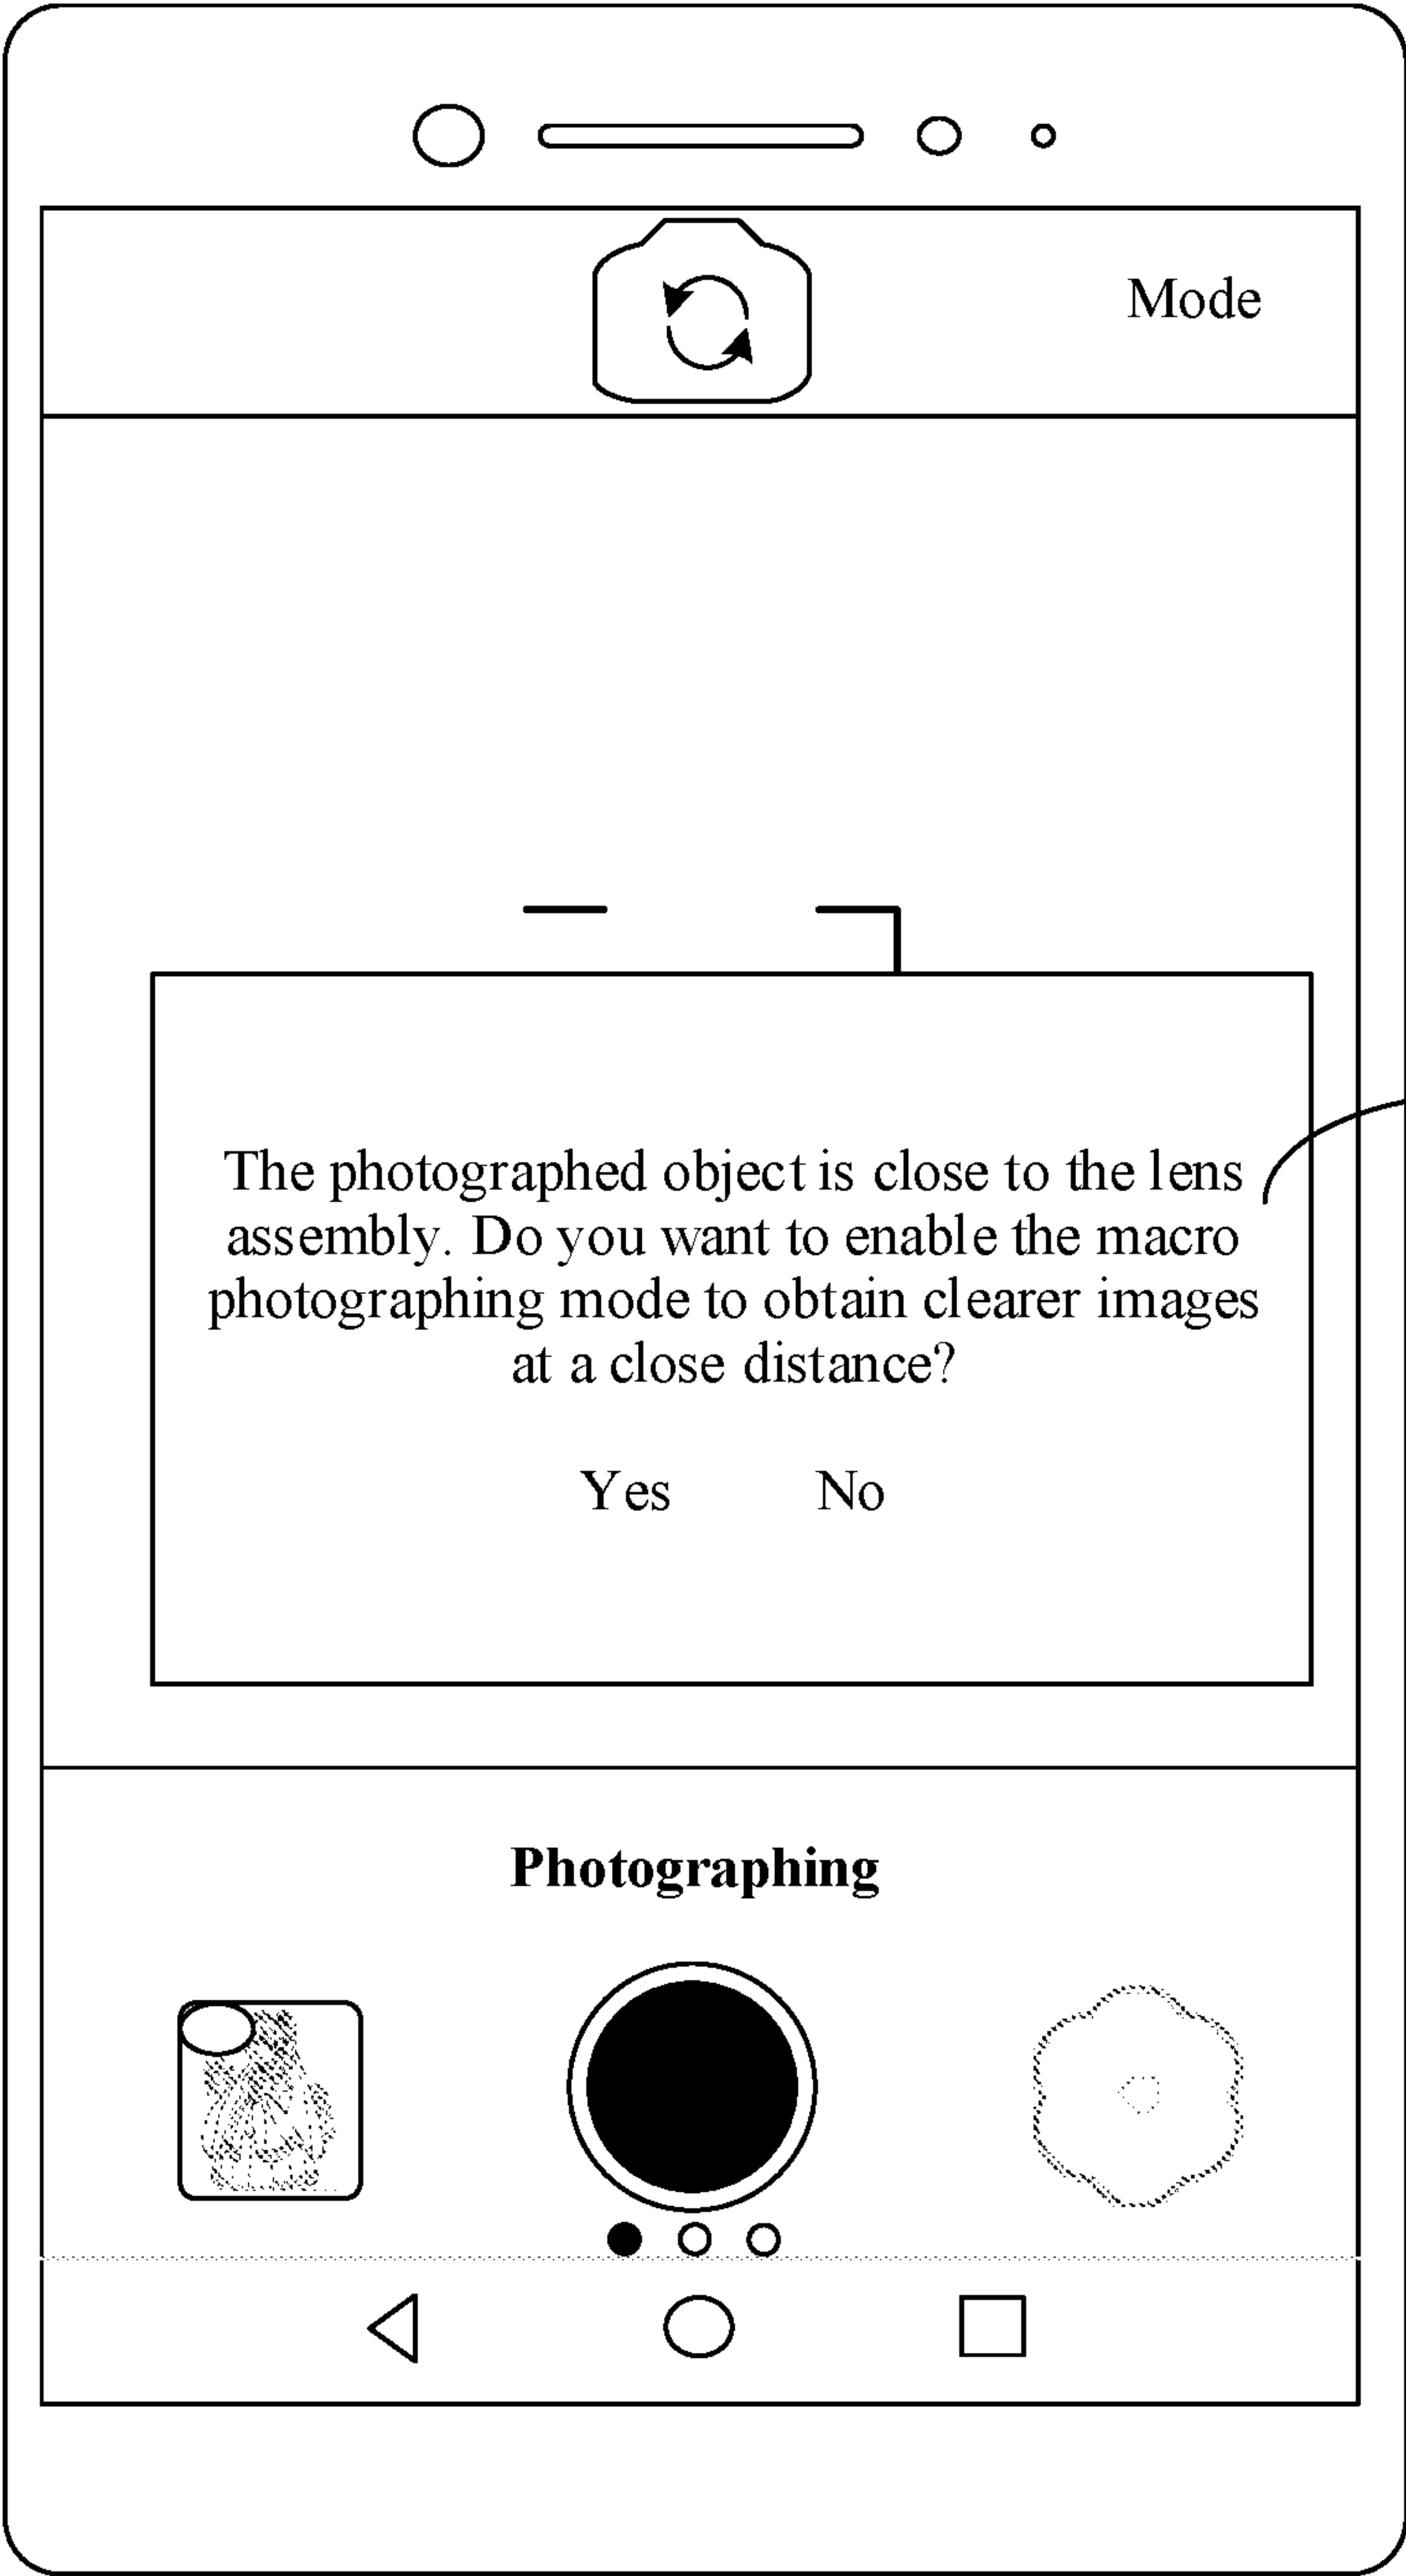 Mode
The photographed object is close to the lens
assembly. Do you want to enable the macro
photographing mode to obtain clearer images
at a close distance?
Yes No
Photographing